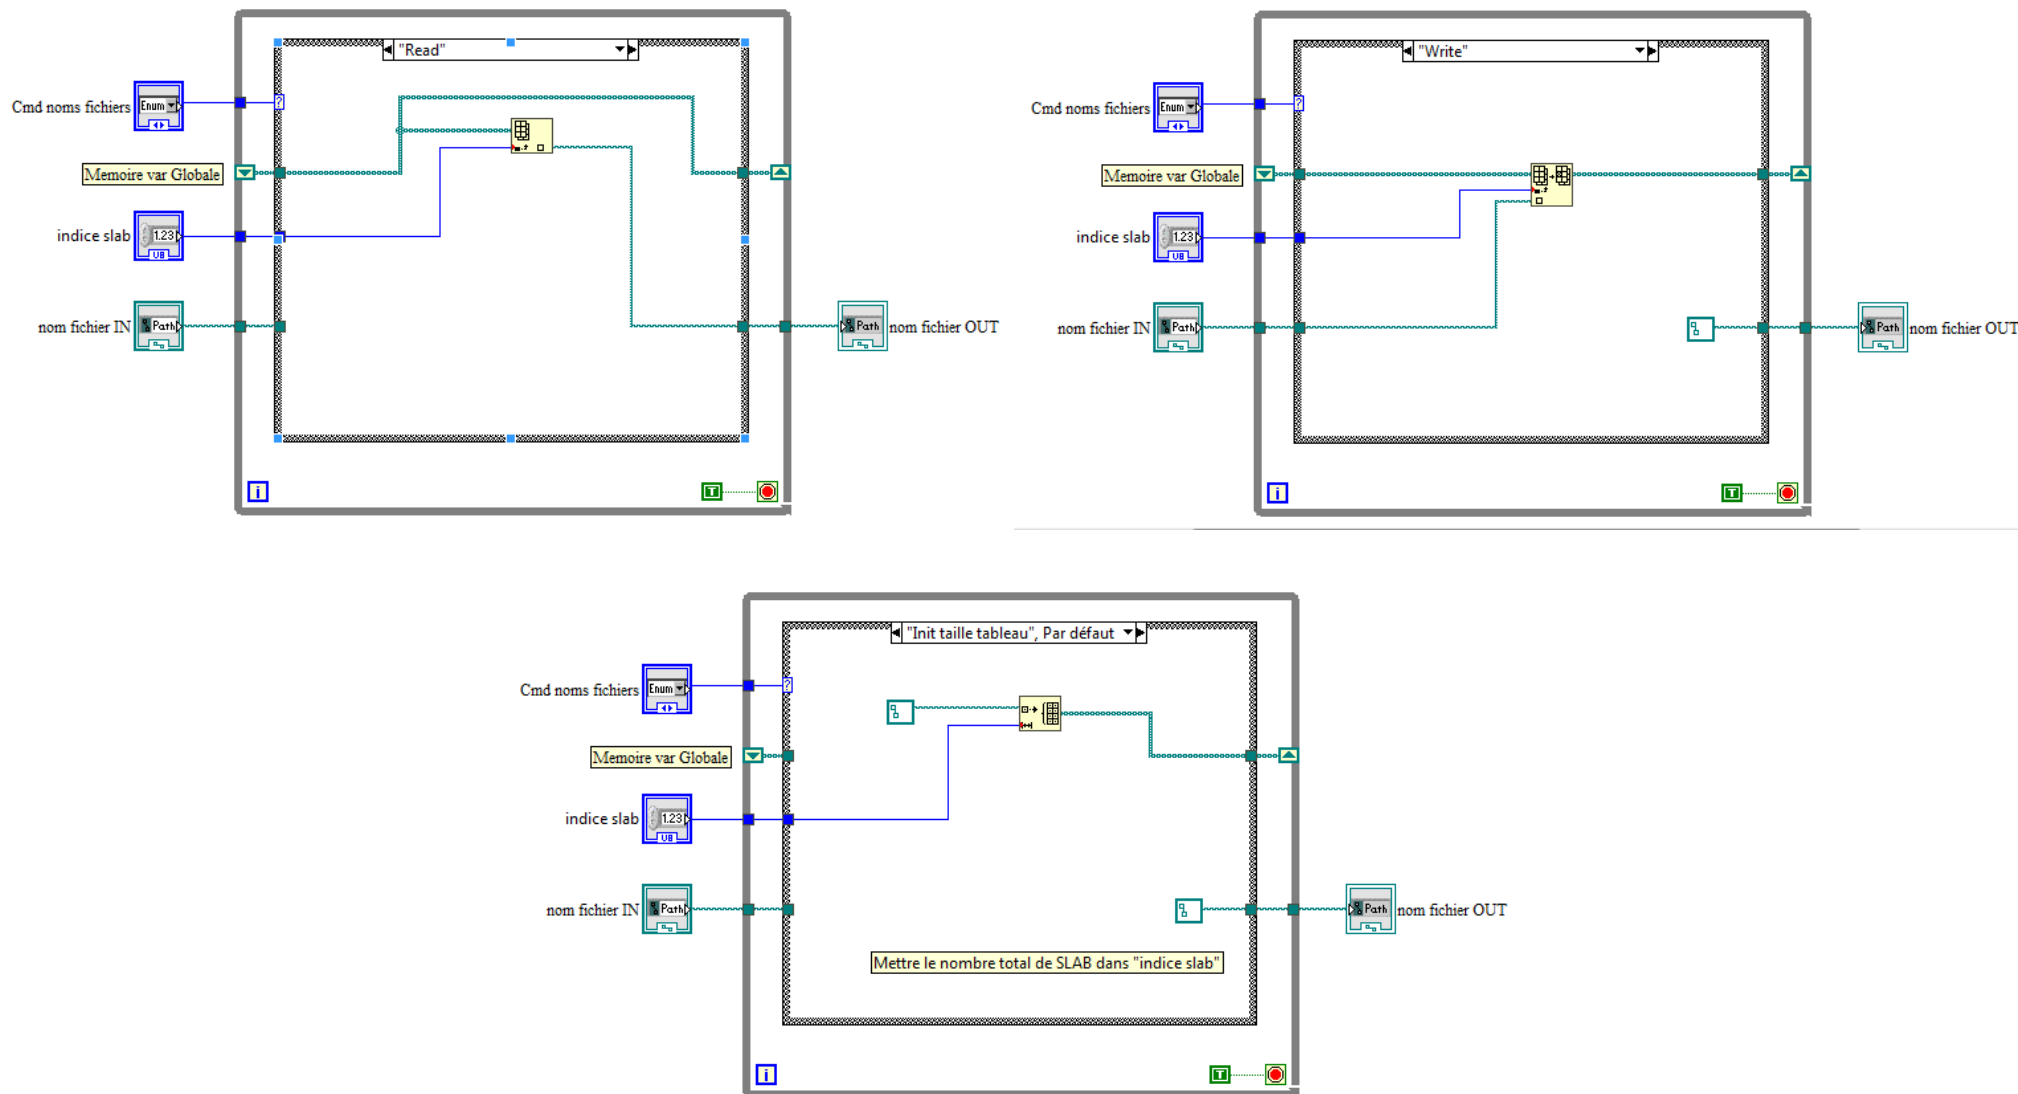 "Read"
Cmd noms fichiers
Enum
Memoire var Globale
indice slab
1.23
U8
nom fichier IN
Path
Path
nom fichier OUT
i
T
"Write"
Cmd noms fichiers
Enum
?
Memoire var Globale
indice slab
1.23
U8
nom fichier IN
Path
Path
nom fichier OUT
i
T
"Init taille tableau", Par défaut
Cmd noms fichiers
Enum
?
Memoire var Globale
indice slab
1.23
U8
nom fichier IN
Path
Path
nom fichier OUT
Mettre le nombre total de SLAB dans "indice slab"
i
T